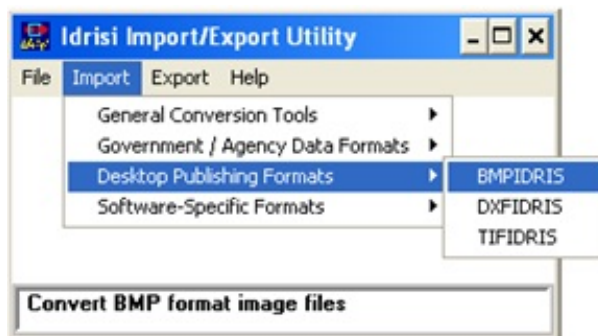 Idrisi Import/Export Utility
File Import Export Help
General Conversion Tools
Government / Agency Data Formats
Desktop Publishing Formats
Software-Specific Formats
BMPIDRIS
DXFIDRIS
TIFIDRIS
Convert BMP format image files